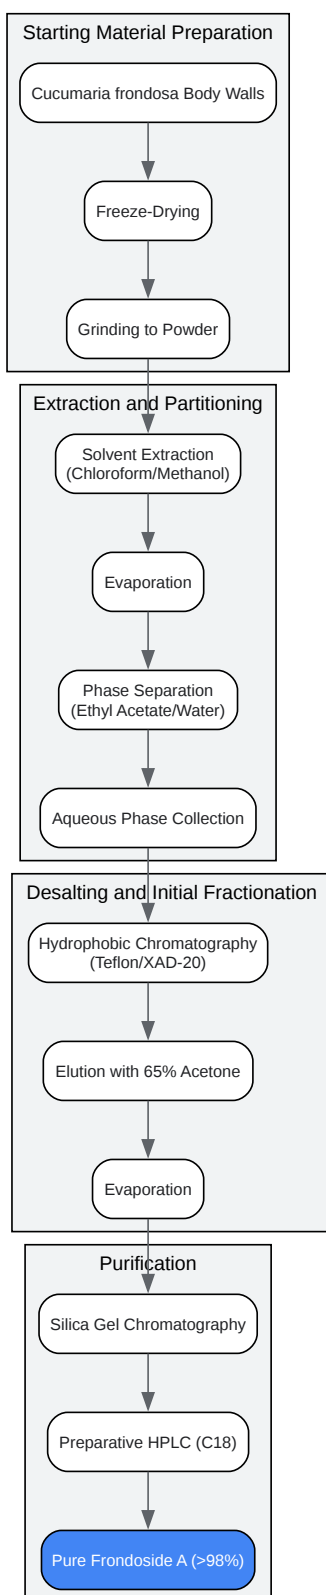 Starting Material Preparation
Cucumaria frondosa Body Walls
Freeze-Drying
Grinding to Powder
Extraction and Partitioning
Solvent Extraction
(Chloroform/Methanol)
Evaporation
Phase Separation
(Ethyl Acetate/Water)
Aqueous Phase Collection
Desalting and Initial Fractionation
Hydrophobic Chromatography
(Teflon/XAD-20)
Elution with 65% Acetone
Evaporation
Purification
Silica Gel Chromatography
Preparative HPLC (C18)
Pure Frondoside A (>98%)